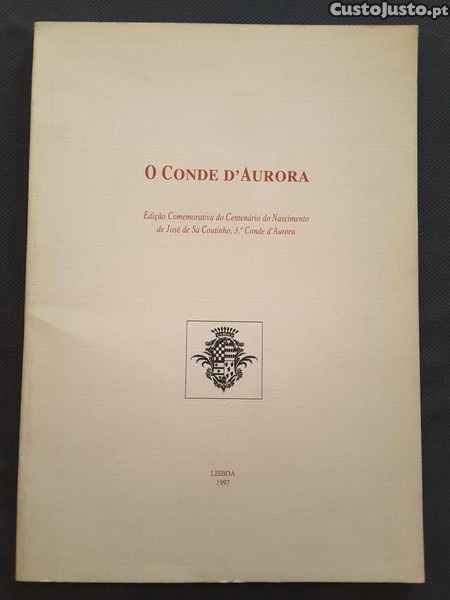 CustoJusto.pt
O CONDE D'AURORA
Edição Comemorativa do Centenário do Nascimento
de José de Sá Coutinho, 3.º Conde d'Aurora
LISBOA
1997